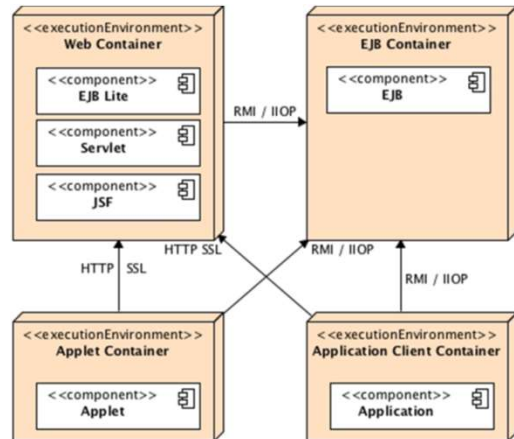 <<executionEnvironment>>
Web Container
<<component>>
EJB Lite
<<component>>
Servlet
<<component>>
JSF
RMI / IIOP
<<executionEnvironment>>
EJB Container
<<component>>
EJB
HTTP SSL
HTTP SSL
RMI / IIOP
RMI / IIOP
<<executionEnvironment>>
Applet Container
<<component>>
Applet
<<executionEnvironment>>
Application Client Container
<<component>>
Application